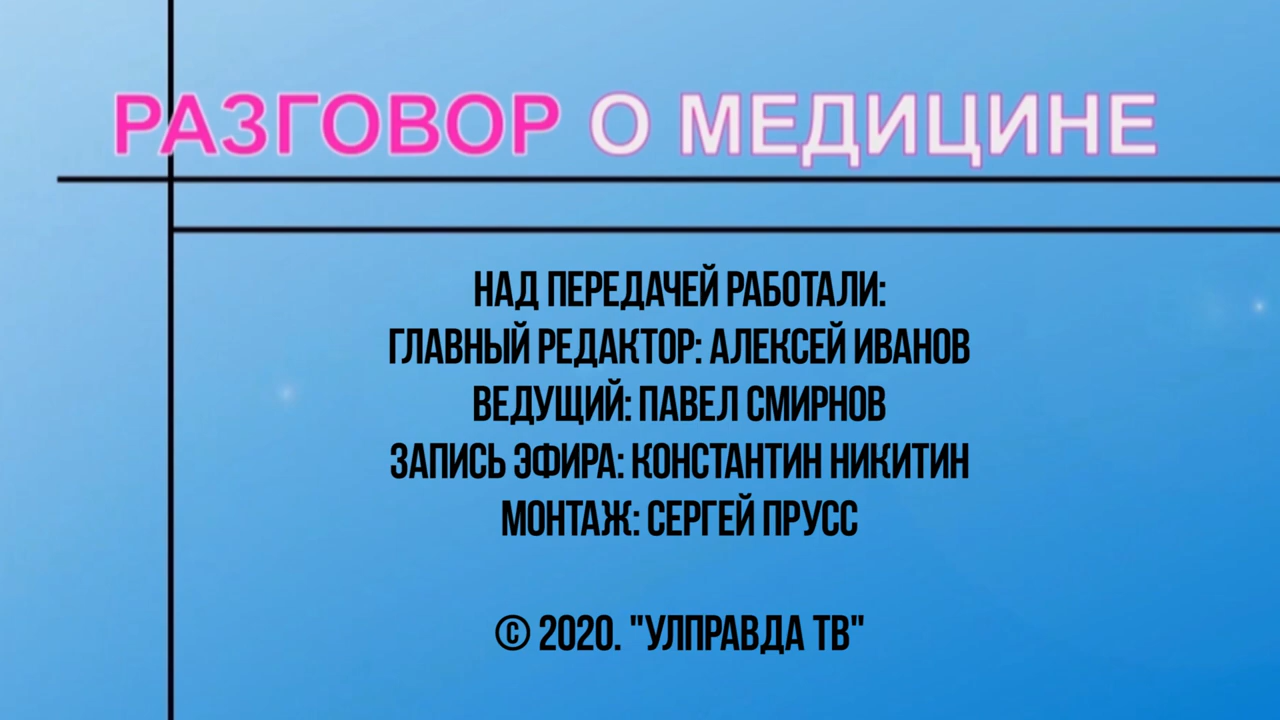 РАЗГОВОР О МЕДИЦИНЕ
НАД ПЕРЕДАЧЕЙ РАБОТАЛИ:
ГЛАВНЫЙ РЕДАКТОР: АЛЕКСЕЙ ИВАНОВ
ВЕДУЩИЙ: ПАВЕЛ СМИРНОВ
ЗАПИСЬ ЭФИРА: КОНСТАНТИН НИКИТИН
МОНТАЖ: СЕРГЕЙ ПРУСС
© 2020. "УЛПРАВДА ТВ"